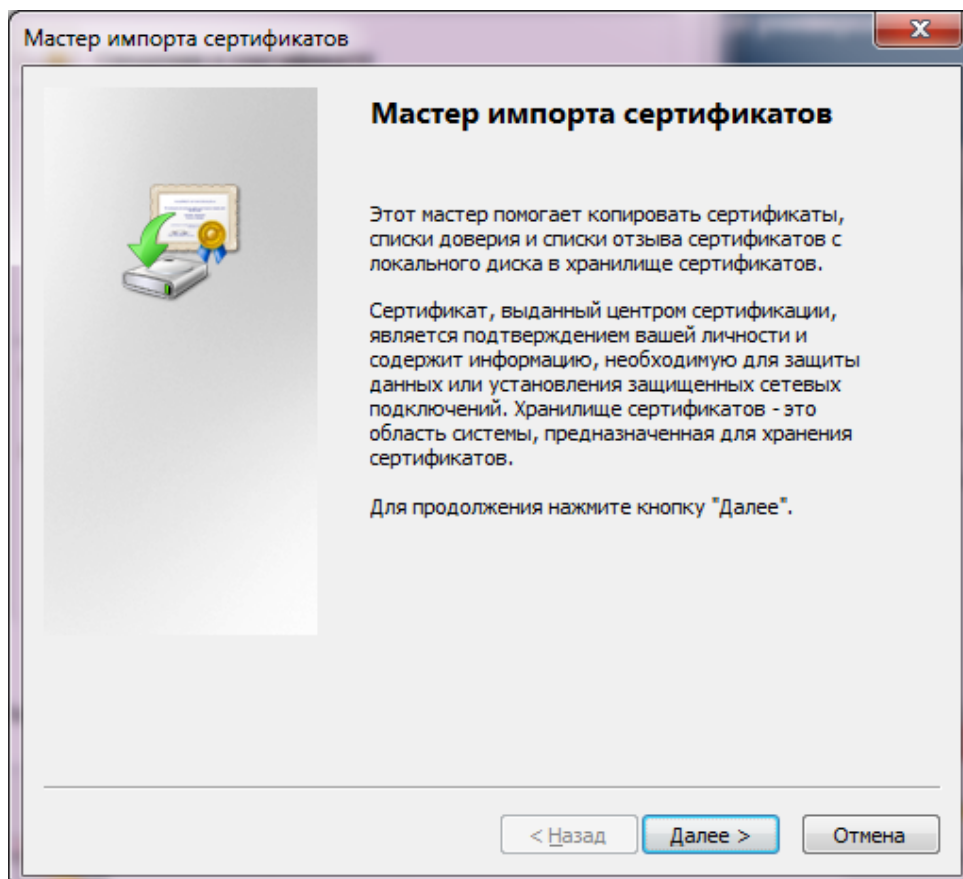 Мастер импорта сертификатов
Мастер импорта сертификатов
Этот мастер помогает копировать сертификаты,
списки доверия и списки отзыва сертификатов с
локального диска в хранилище сертификатов.
Сертификат, выданный центром сертификации,
является подтверждением вашей личности и
содержит информацию, необходимую для защиты
данных или установления защищенных сетевых
подключений. Хранилище сертификатов - это
область системы, предназначенная для хранения
сертификатов.
Для продолжения нажмите кнопку "Далее".
< Назад Далее > Отмена